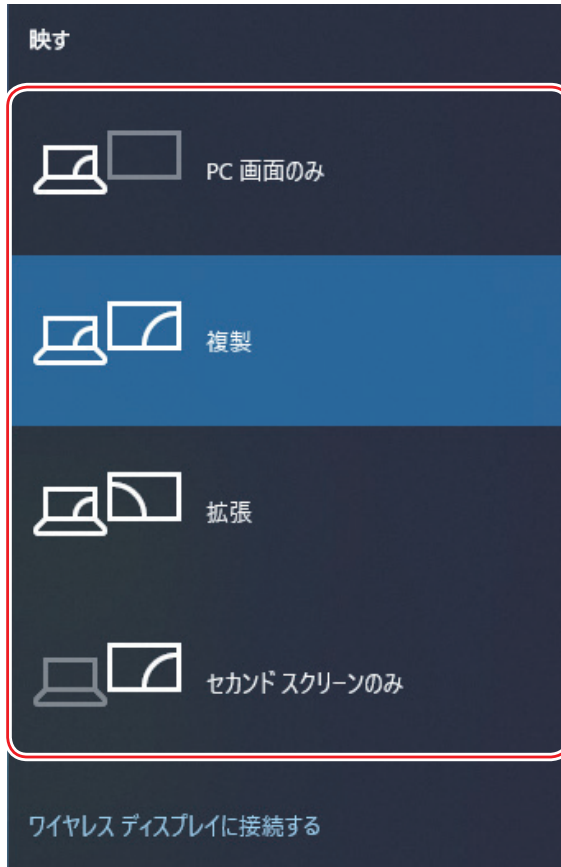 映す
PC 画面のみ
複製
拡張
セカンド スクリーンのみ
ワイヤレス ディスプレイに接続する